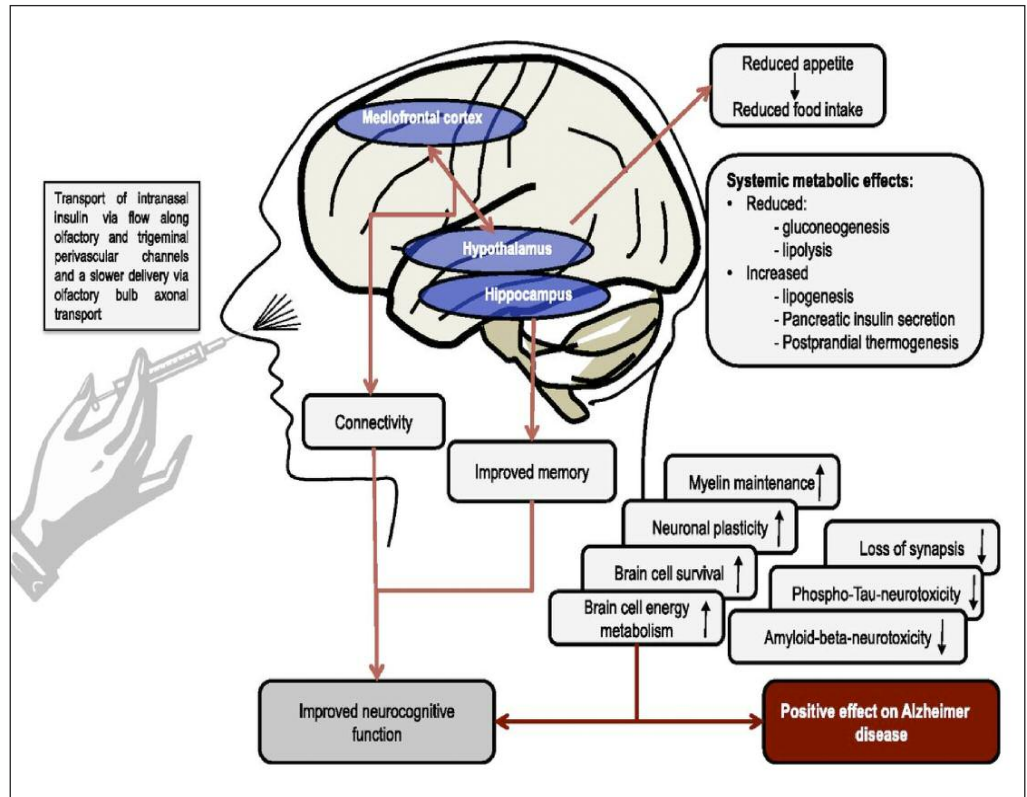 Reduced appetite
Reduced food intake
Mediofrontal cortex
Transport of intranasal
insulin via flow along
olfactory and trigeminal
perivascular channels
and a slower delivery via
olfactory bulb axonal
transport
Systemic metabolic effects:
• Reduced:
- gluconeogenesis
- lipolysis
• Increased
- lipogenesis
- Pancreatic insulin secretion
- Postprandial thermogenesis
Hypothalamus
Hippocampus
Connectivity
Improved memory
Myelin maintenance
Neuronal plasticity
Brain cell survival
Brain cell energy
metabolism
Loss of synapsis
Phospho-Tau-neurotoxicity
Amyloid-beta-neurotoxicity
Improved neurocognitive
function
Positive effect on Alzheimer
disease